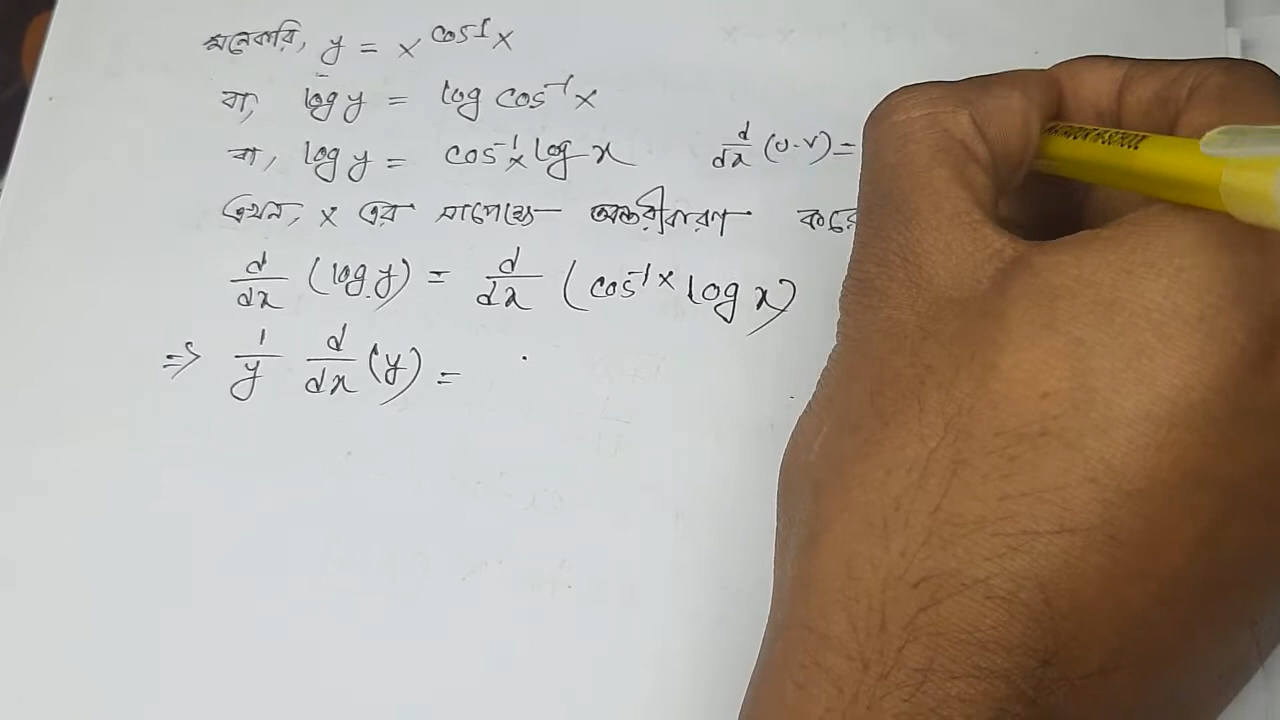 মনেকরি, y = x^cos⁻¹x
বা, log y = log cos⁻¹x
বা, log y = cos⁻¹x log x
d/dx (u.v) =
এখন, x এর সাপেক্ষে অন্তরীকরণ করে
d/dx (log y) = d/dx (cos⁻¹x log x)
⇒ 1/y d/dx (y) =